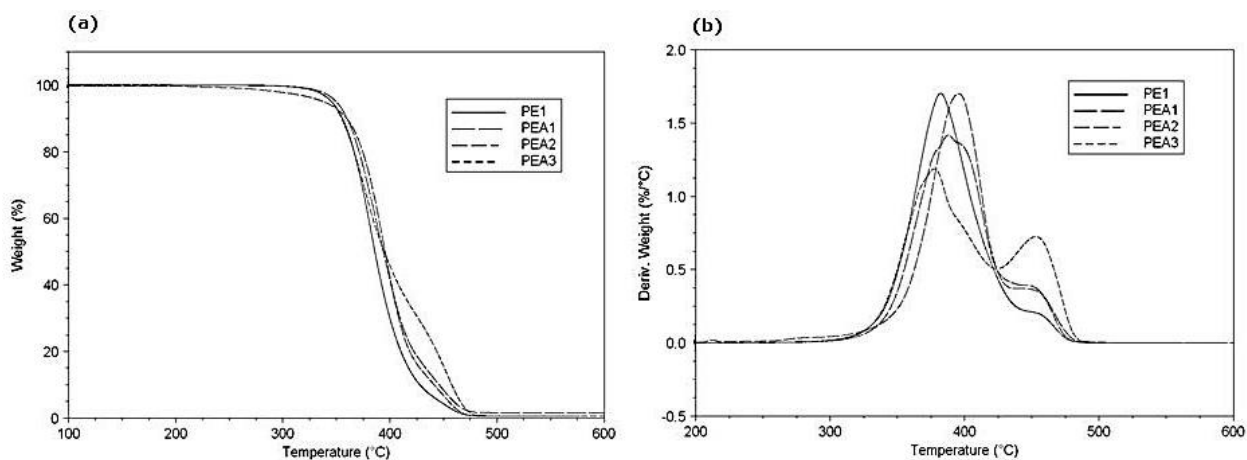 (a)
Weight (%)
100
80
60
40
20
0
PE1
PEA1
PEA2
PEA3
100
200
300
400
500
600
Temperature (°C)
(b)
Deriv. Weight (%/°C)
2.0
1.5
1.0
0.5
0.0
-0.5
PE1
PEA1
PEA2
PEA3
200
300
400
500
600
Temperature (°C)